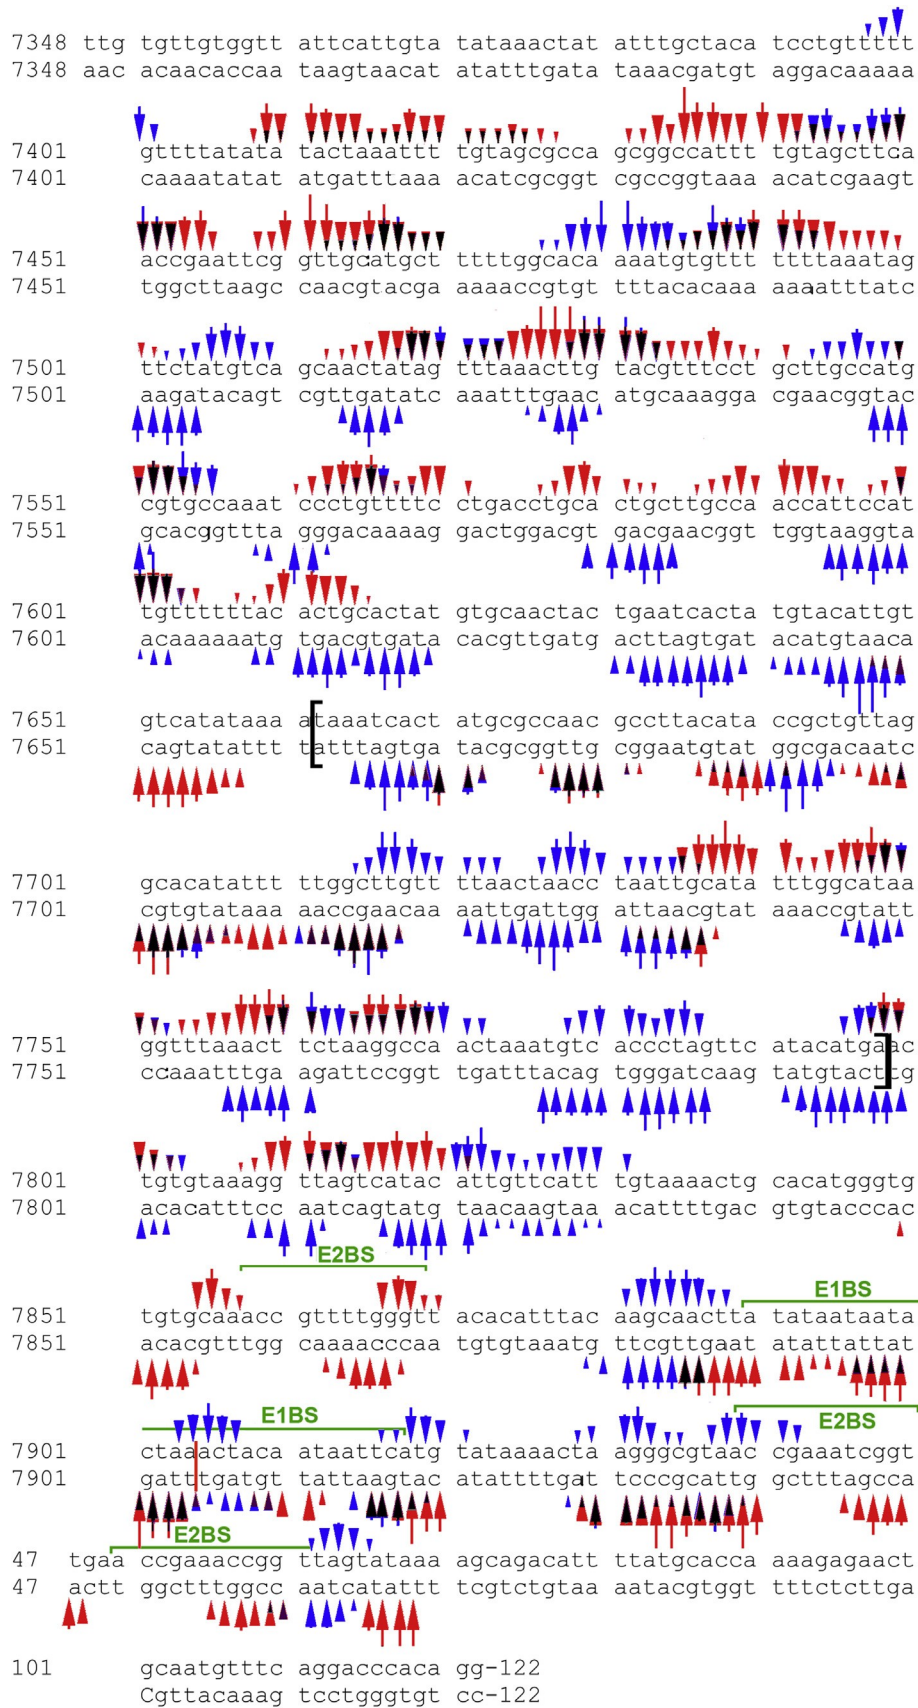 7348 ttg tgttgtggtt attcattgta tataaactat atttgctaca tcctgttttt
7348 aac acaacaccaa taagtaacat atatttgata taaacgatgt aggacaaaaa
7401 gttttatata tactaaattt tgtagcgcca gcggccattt tgtagcttca
7401 caaaatatat atgatttaaa acatcgcggt cgccggtaaa acatcgaagt
7451 accgaattcg gttgcatgct ttttggcaca aaatgtgttt ttttaaatag
7451 tggcttaagc caacgtacga aaaaccgtgt tttacacaaa aaaatttatc
7501 ttctatgtca gcaactatag tttaaacttg tacgtttcct gcttgccatg
7501 aagatacagt cgttgatatc aaatttgaac atgcaaagga cgaacggtac
7551 cgtgccaaat ccctgttttc ctgacctgca ctgcttgcca accattccat
7551 gcacggttta gggacaaaag gactggacgt gacgaacggt tggtaaggta
7601 tgttttttac actgcactat gtgcaactac tgaatcacta tgtacattgt
7601 acaaaaaatg tgacgtgata cacgttgatg acttagtgat acatgtaaca
7651 gtcatataaa ataaatcact atgcgccaac gccttacata ccgctgttag
7651 cagtatattt tatttagtga tacgcggttg cggaatgtat ggcgacaatc
7701 gcacatattt ttggcttgtt ttaactaacc taattgcata tttggcataa
7701 cgtgtataaa aaccgaacaa aattgattgg attaacgtat aaaccgtatt
7751 ggtttaaact tctaaggcca actaaatgtc accctagttc atacatgaac
7751 ccaaatttga agattccggt tgatttacag tgggatcaag tatgtacttg
7801 tgtgtaaagg ttagtcatac attgttcatt tgtaaaactg cacatgggtg
7801 acacatttcc aatcagtatg taacaagtaa acattttgac gtgtacccac
E2BS
E1BS
7851 tgtgcaaacc gttttgggtt acacatttac aagcaactta tataataata
7851 acacgtttgg caaaacccaa tgtgtaaatg ttcgttgaat atattattat
E1BS
E2BS
7901 ctaaactaca ataattcatg tataaaacta agggcgtaac cgaaatcggt
7901 gatttgatgt tattaagtac atattttgat tcccgcattg gctttagcca
E2BS
47 tgaa ccgaaaccgg ttagtataaa agcagacatt ttatgcacca aaagagaact
47 actt ggctttggcc aatcatattt tcgtctgtaa aatacgtggt tttctcttga
101 gcaatgtttc aggacccaca gg-122
Cgttacaaag tcctgggtgt cc-122